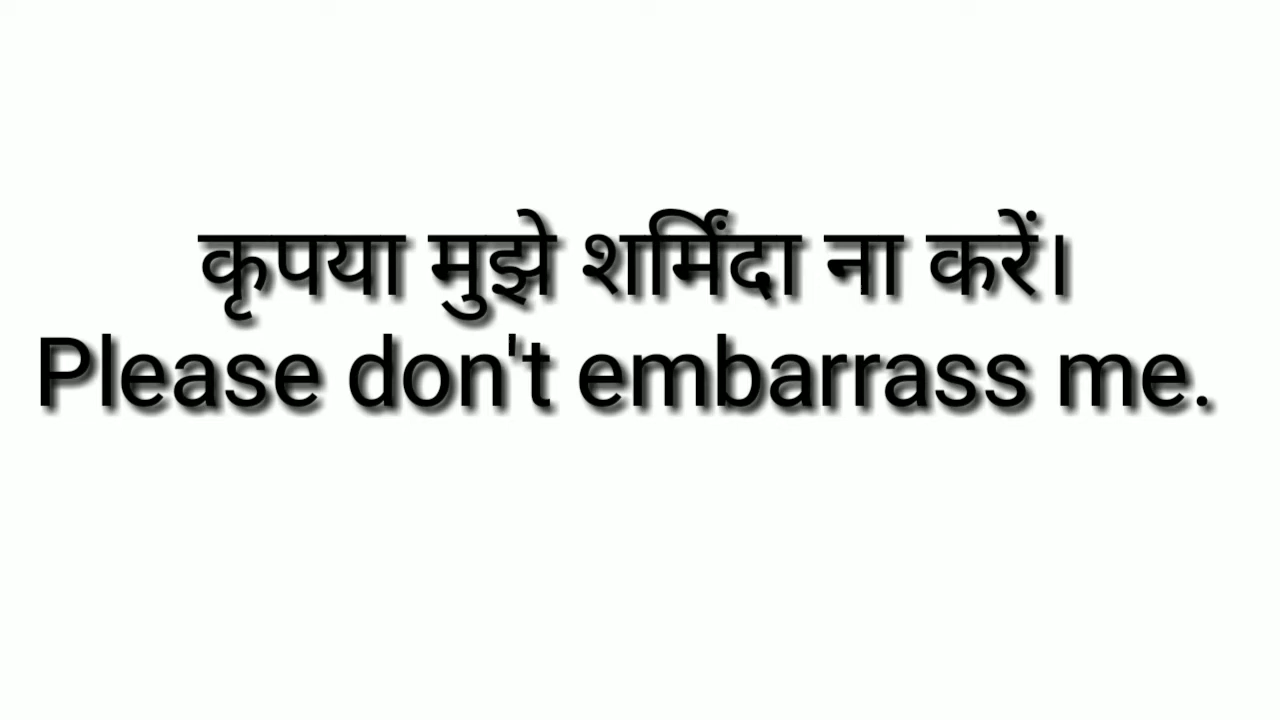 कृपया मुझे शर्मिंदा ना करें।
Please don't embarrass me.